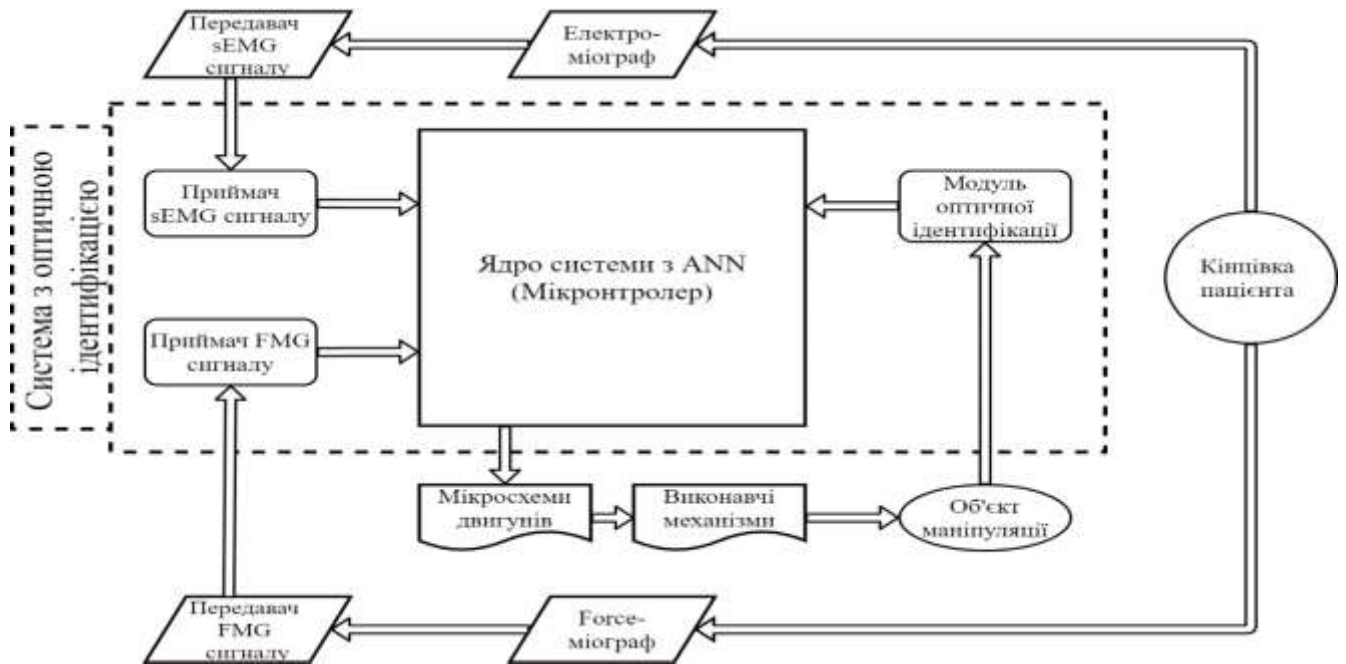 Передавач
sEMG
сигналу
Електро-
міограф
Система з оптичною
ідентифікацією
Приймач
sEMG сигналу
Ядро системи з ANN
(Мікронтролер)
Модуль
оптичної
ідентифікації
Кінцівка
пацієнта
Приймач FMG
сигналу
Мікросхеми
двигунів
Виконавчі
механізми
Об'єкт
маніпуляції
Передавач
FMG
сигналу
Force-
міограф